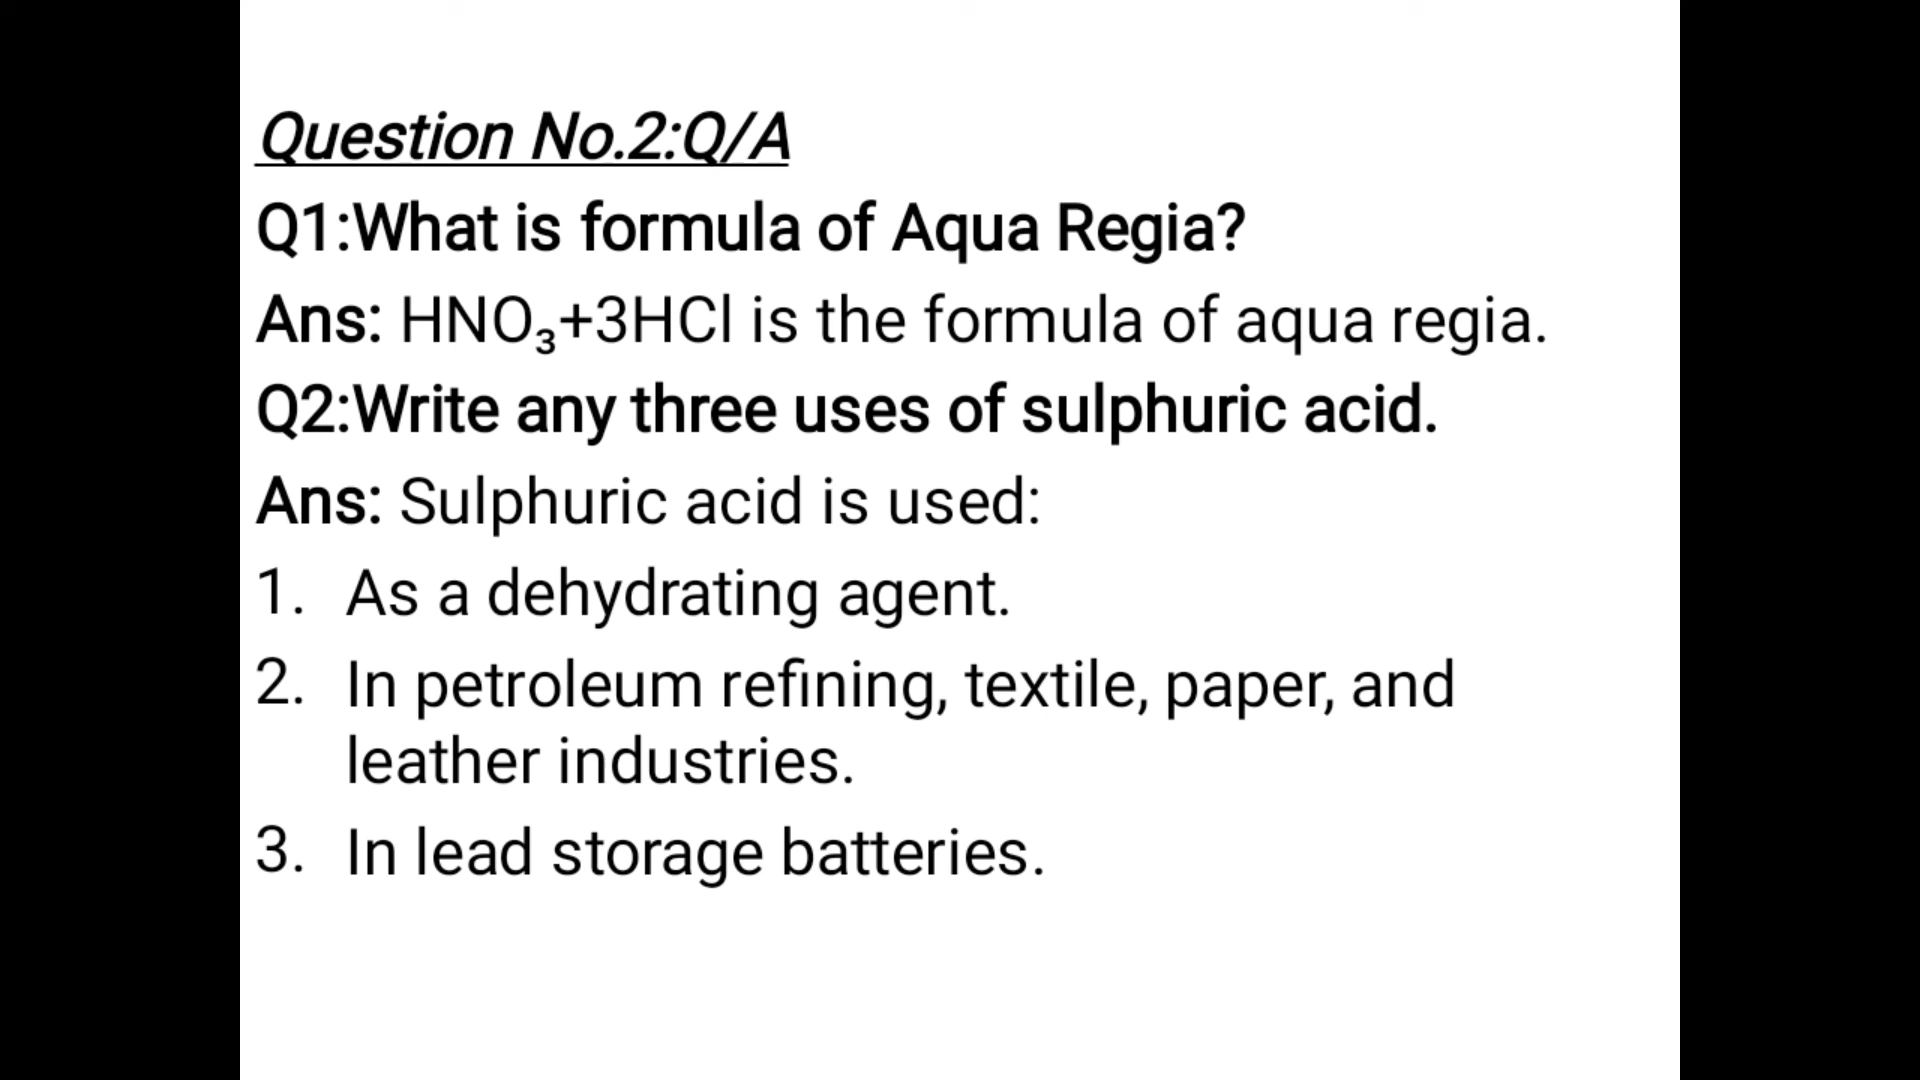 Question No.2:Q/A
Q1:What is formula of Aqua Regia?
Ans: HNO₃+3HCl is the formula of aqua regia.
Q2:Write any three uses of sulphuric acid.
Ans: Sulphuric acid is used:
1. As a dehydrating agent.
2. In petroleum refining, textile, paper, and
leather industries.
3. In lead storage batteries.